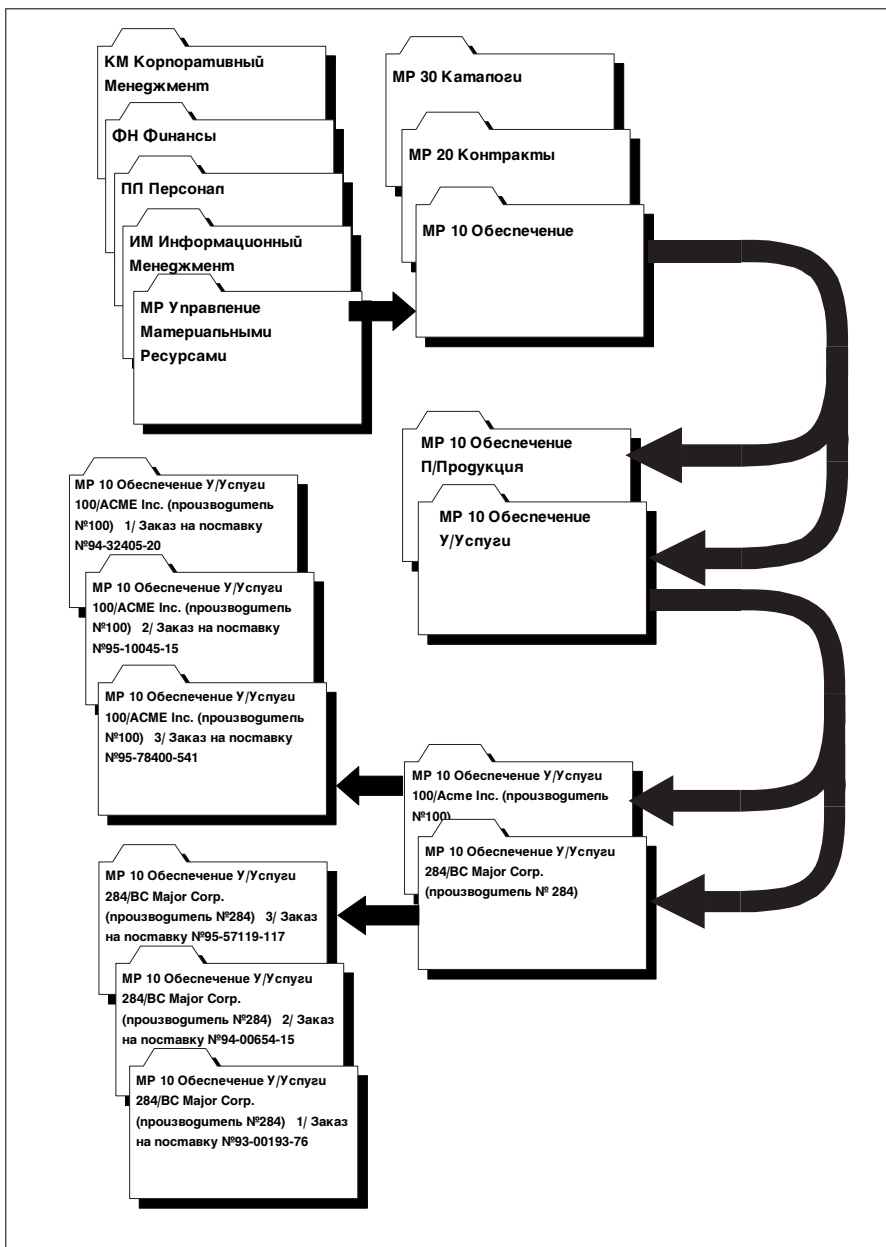 КМ Корпоративный
Менеджмент
ФН Финансы
ПЛ Персонал
ИМ Информационный
Менеджмент
МР Управление
Материальными
Ресурсами
МР 30 Каталоги
МР 20 Контракты
МР 10 Обеспечение
МР 10 Обеспечение
П/Продукция
МР 10 Обеспечение
У/Услуги
МР 10 Обеспечение У/Услуги
100/ACME Inc. (производитель
№100) 1/ Заказ на поставку
№94-32405-20
МР 10 Обеспечение У/Услуги
100/ACME Inc. (производитель
№100) 2/ Заказ на поставку
№95-10045-15
МР 10 Обеспечение У/Услуги
100/ACME Inc. (производитель
№100) 3/ Заказ на поставку
№95-78400-541
МР 10 Обеспечение У/Услуги
100/Acme Inc. (производитель
№100)
МР 10 Обеспечение У/Услуги
284/BC Major Corp.
(производитель № 284)
МР 10 Обеспечение У/Услуги
284/BC Major Corp.
(производитель №284) 3/ Заказ
на поставку №95-57119-117
МР 10 Обеспечение У/Услуги
284/BC Major Corp.
(производитель №284) 2/ Заказ
на поставку №94-00654-15
МР 10 Обеспечение У/Услуги
284/BC Major Corp.
(производитель №284) 1/ Заказ
на поставку №93-00193-76